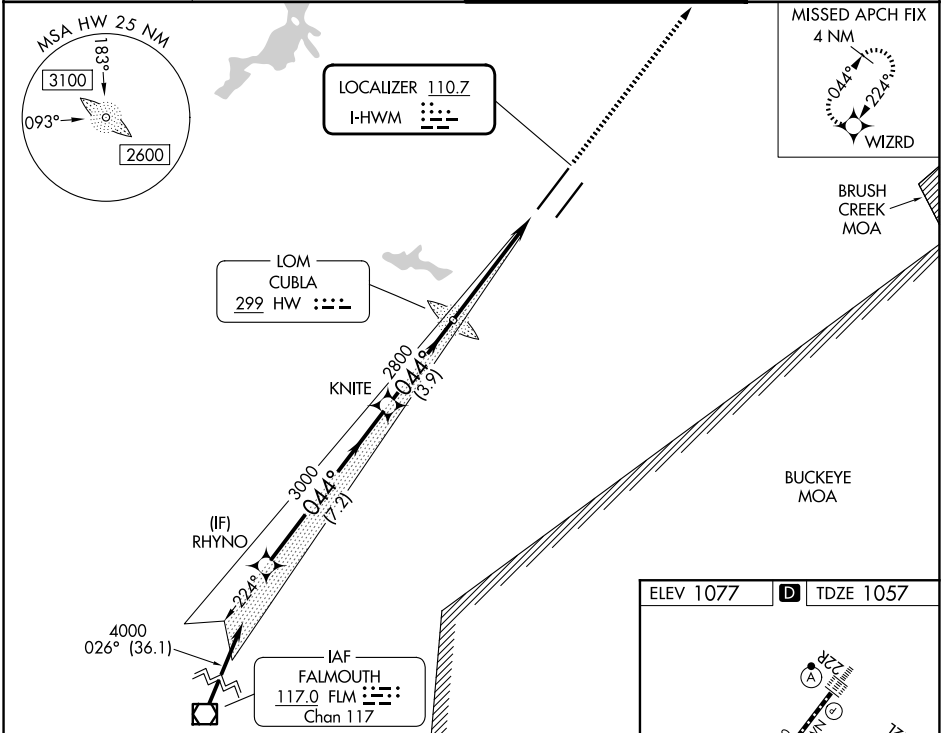 MSA HW 25 NM
183°
3100
093°
2600
LOCALIZER 110.7
I-HWM
MISSED APCH FIX
4 NM
044°
224°
WIZRD
BRUSH
CREEK
MOA
LOM
CUBLA
299 HW
2800
KNITE
044°
(3.9)
3000
044°
(7.2)
BUCKEYE
MOA
(IF)
RHYNO
224°
4000
026° (36.1)
IAF
FALMOUTH
117.0 FLM
Chan 117
ELEV 1077
D
TDZE 1057
A
22R
P